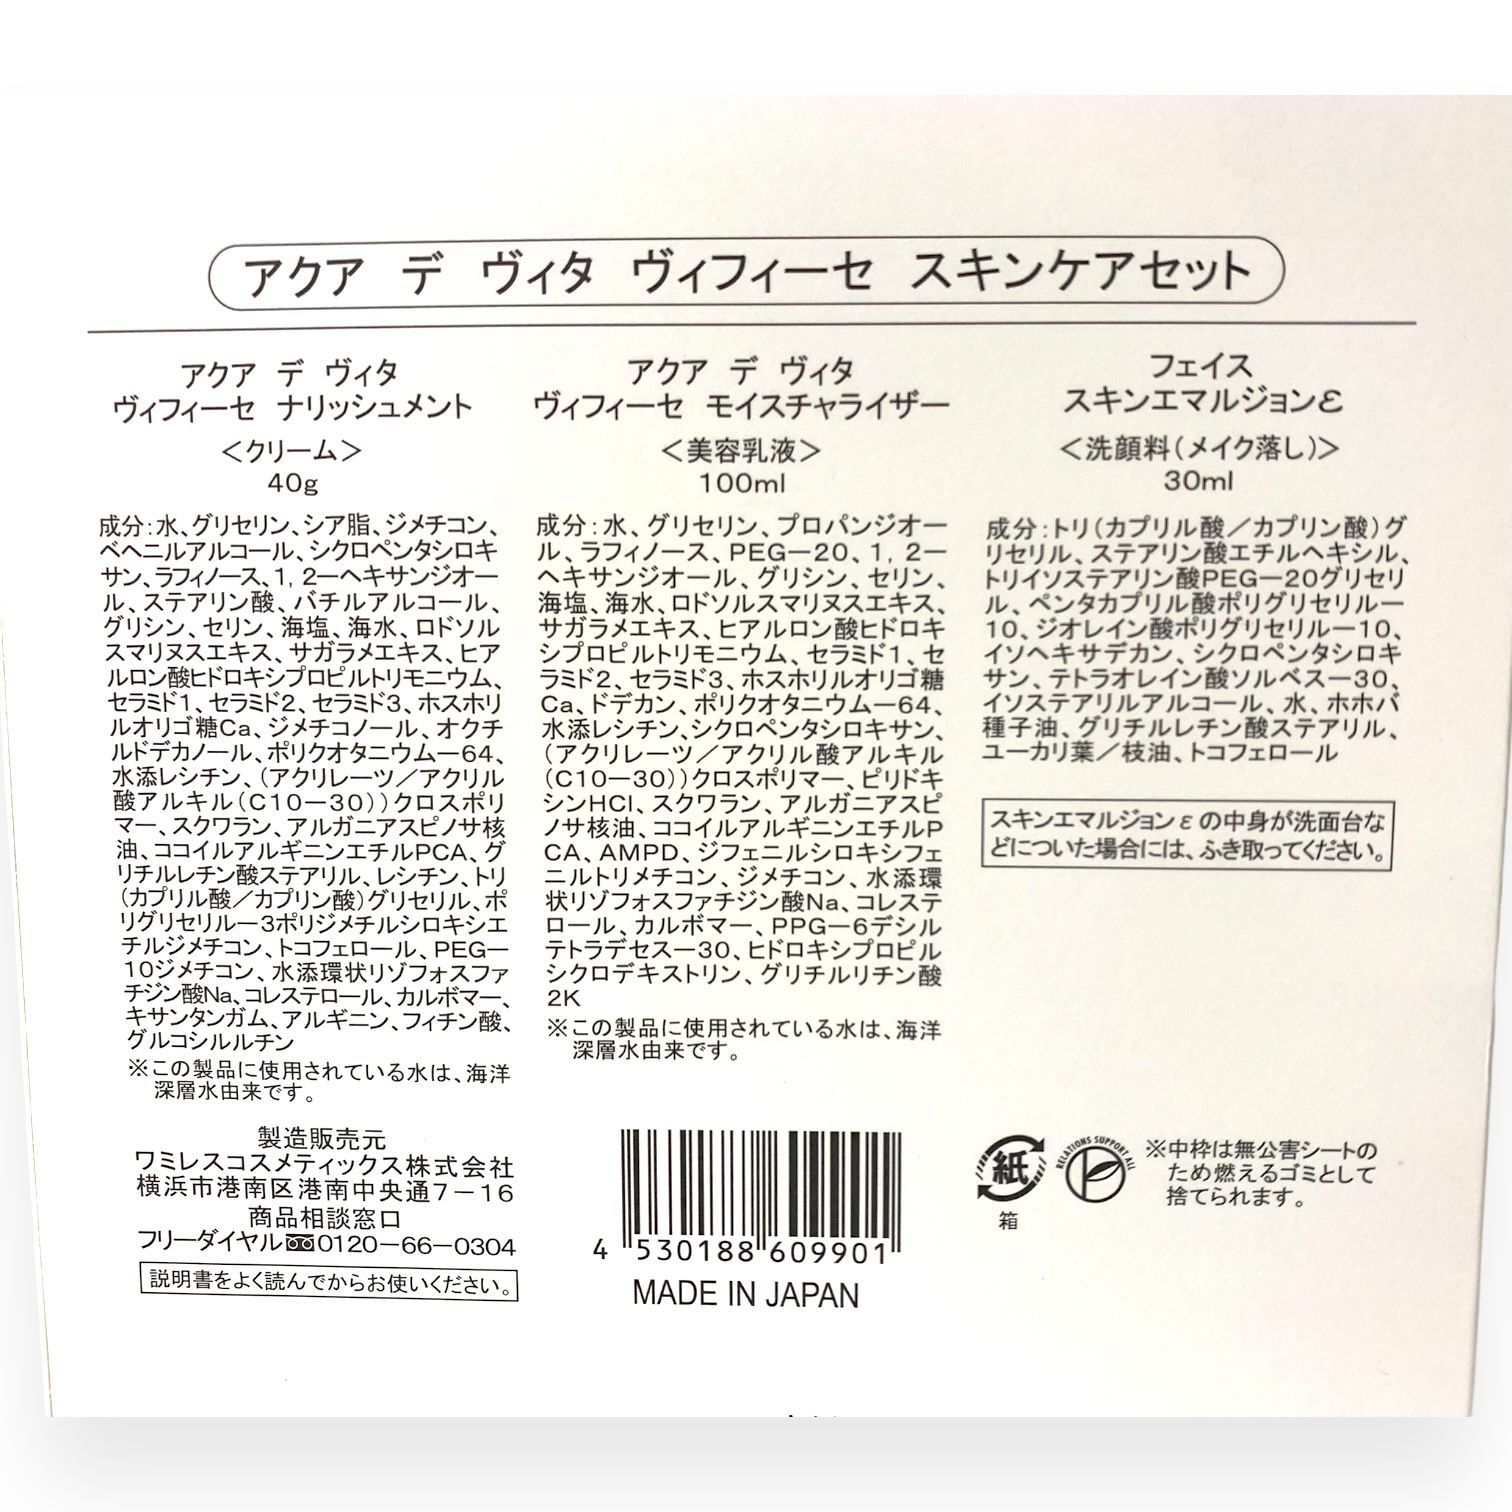 アクア デ ヴィタ ヴィフィーセ スキンケアセット
アクア デ ヴィタ
ヴィフィーセ ナリッシュメント
＜クリーム＞
40g
成分：水、グリセリン、シア脂、ジメチコン、
ベヘニルアルコール、シクロペンタシロキ
サン、ラフィノース、1, 2ーヘキサンジオー
ル、ステアリン酸、バチルアルコール、
グリシン、セリン、海塩、海水、ロドソル
スマリヌスエキス、サガラメエキス、ヒア
ルロン酸ヒドロキシプロピルトリモニウム、
セラミド1、セラミド2、セラミド3、ホスホリ
ルオリゴ糖Ca、ジメチコノール、オクチ
ルドデカノール、ポリクオタニウムー64、
水添レシチン、（アクリレーツ／アクリル
酸アルキル（C10ー30））クロスポリ
マー、スクワラン、アルガニアスピノサ核
油、ココイルアルギニンエチルPCA、グ
リチルレチン酸ステアリル、レシチン、トリ
（カプリル酸／カプリン酸）グリセリル、ポ
リグリセリルー3ポリジメチルシロキシエ
チルジメチコン、トコフェロール、PEGー
10ジメチコン、水添環状リゾフォスファ
チジン酸Na、コレステロール、カルボマー、
キサンタンガム、アルギニン、フィチン酸、
グルコシルルチン
※この製品に使用されている水は、海洋
深層水由来です。
アクア デ ヴィタ
ヴィフィーセ モイスチャライザー
＜美容乳液＞
100ml
成分：水、グリセリン、プロパンジオー
ル、ラフィノース、PEGー20、1, 2ー
ヘキサンジオール、グリシン、セリン、
海塩、海水、ロドソルスマリヌスエキス、
サガラメエキス、ヒアルロン酸ヒドロキ
シプロピルトリモニウム、セラミド1、セ
ラミド2、セラミド3、ホスホリルオリゴ糖
Ca、ドデカン、ポリクオタニウムー64、
水添レシチン、シクロペンタシロキサン、
（アクリレーツ／アクリル酸アルキル
（C10ー30））クロスポリマー、ピリドキ
シンHCl、スクワラン、アルガニアスピ
ノサ核油、ココイルアルギニンエチルP
CA、AMPD、ジフェニルシロキシフェ
ニルトリメチコン、ジメチコン、水添環
状リゾフォスファチジン酸Na、コレステ
ロール、カルボマー、PPGー6デシル
テトラデセスー30、ヒドロキシプロピル
シクロデキストリン、グリチルリチン酸
2K
※この製品に使用されている水は、海洋
深層水由来です。
フェイス
スキンエマルジョンε
＜洗顔料（メイク落し）＞
30ml
成分：トリ（カプリル酸／カプリン酸）グ
リセリル、ステアリン酸エチルヘキシル、
トリイソステアリン酸PEGー20グリセリ
ル、ペンタカプリル酸ポリグリセリルー
10、ジオレイン酸ポリグリセリルー10、
イソヘキサデカン、シクロペンタシロキ
サン、テトラオレイン酸ソルベスー30、
イソステアリルアルコール、水、ホホバ
種子油、グリチルレチン酸ステアリル、
ユーカリ葉／枝油、トコフェロール
スキンエマルジョンεの中身が洗面台な
どについた場合には、ふき取ってください。
製造販売元
ワミレスコスメティックス株式会社
横浜市港南区港南中央通7－16
商品相談窓口
フリーダイヤル0120－66－0304
説明書をよく読んでからお使いください。
4 530188 609901
MADE IN JAPAN
紙
箱
RELATIONS SUPPORT ALL
※中枠は無公害シートの
ため燃えるゴミとして
捨てられます。